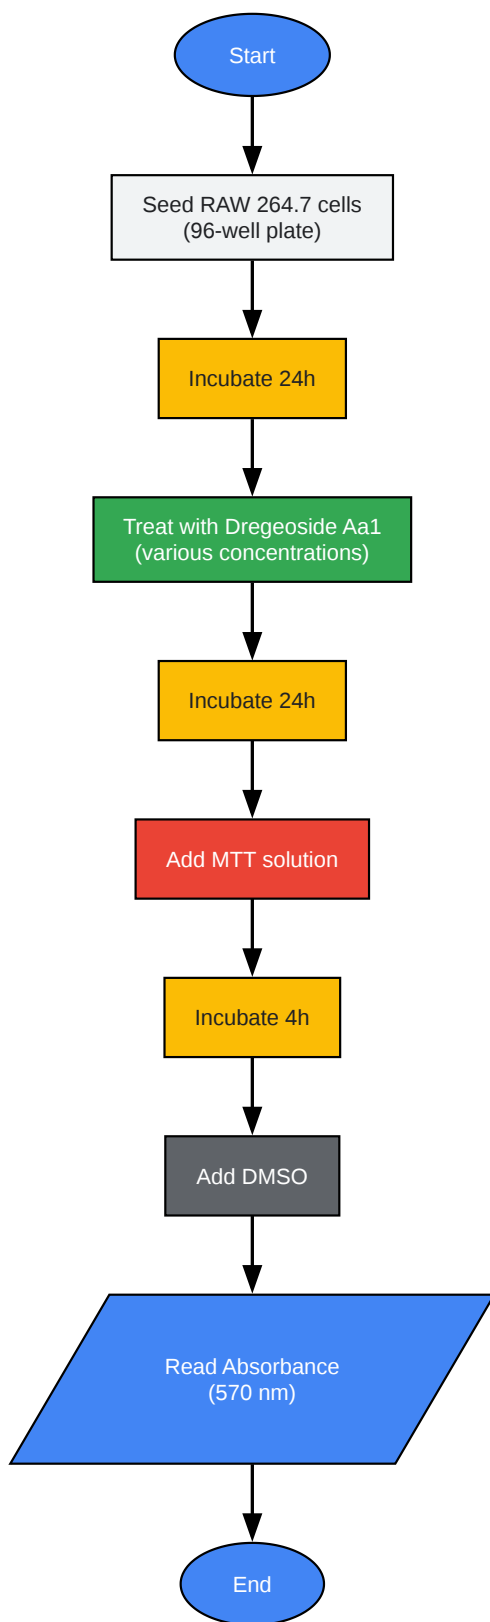 Start
Seed RAW 264.7 cells
(96-well plate)
Incubate 24h
Treat with Dregeoside Aa1
(various concentrations)
Incubate 24h
Add MTT solution
Incubate 4h
Add DMSO
Read Absorbance
(570 nm)
End